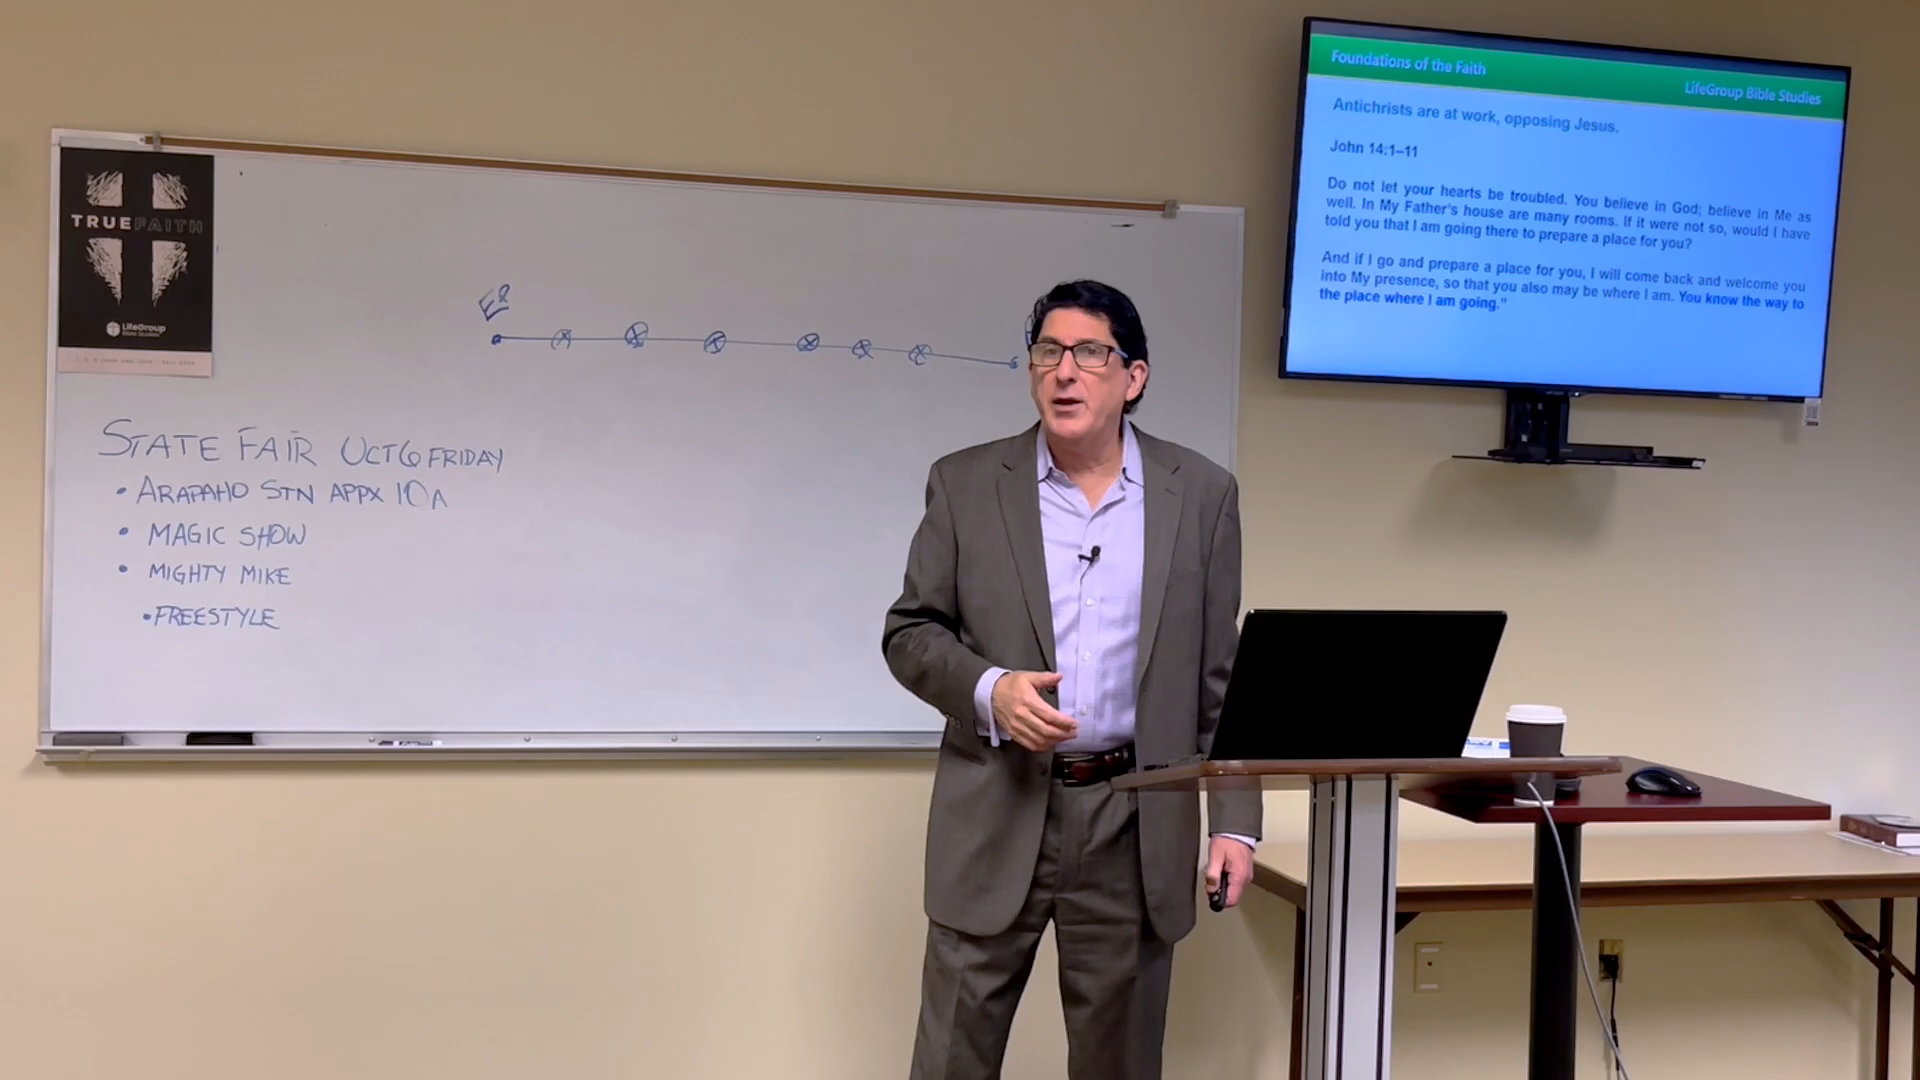 TRUEFAITH
LifeGroup
Bible Studies
STATE FAIR OCT 6 FRIDAY
• ARAPAHO STN APPX 10A
• MAGIC SHOW
• MIGHTY MIKE
• FREESTYLE
Foundations of the Faith
LifeGroup Bible Studies
Antichrists are at work, opposing Jesus.
John 14:1–11
Do not let your hearts be troubled. You believe in God; believe in Me as
well. In My Father's house are many rooms. If it were not so, would I have
told you that I am going there to prepare a place for you?
And if I go and prepare a place for you, I will come back and welcome you
into My presence, so that you also may be where I am. You know the way to
the place where I am going."